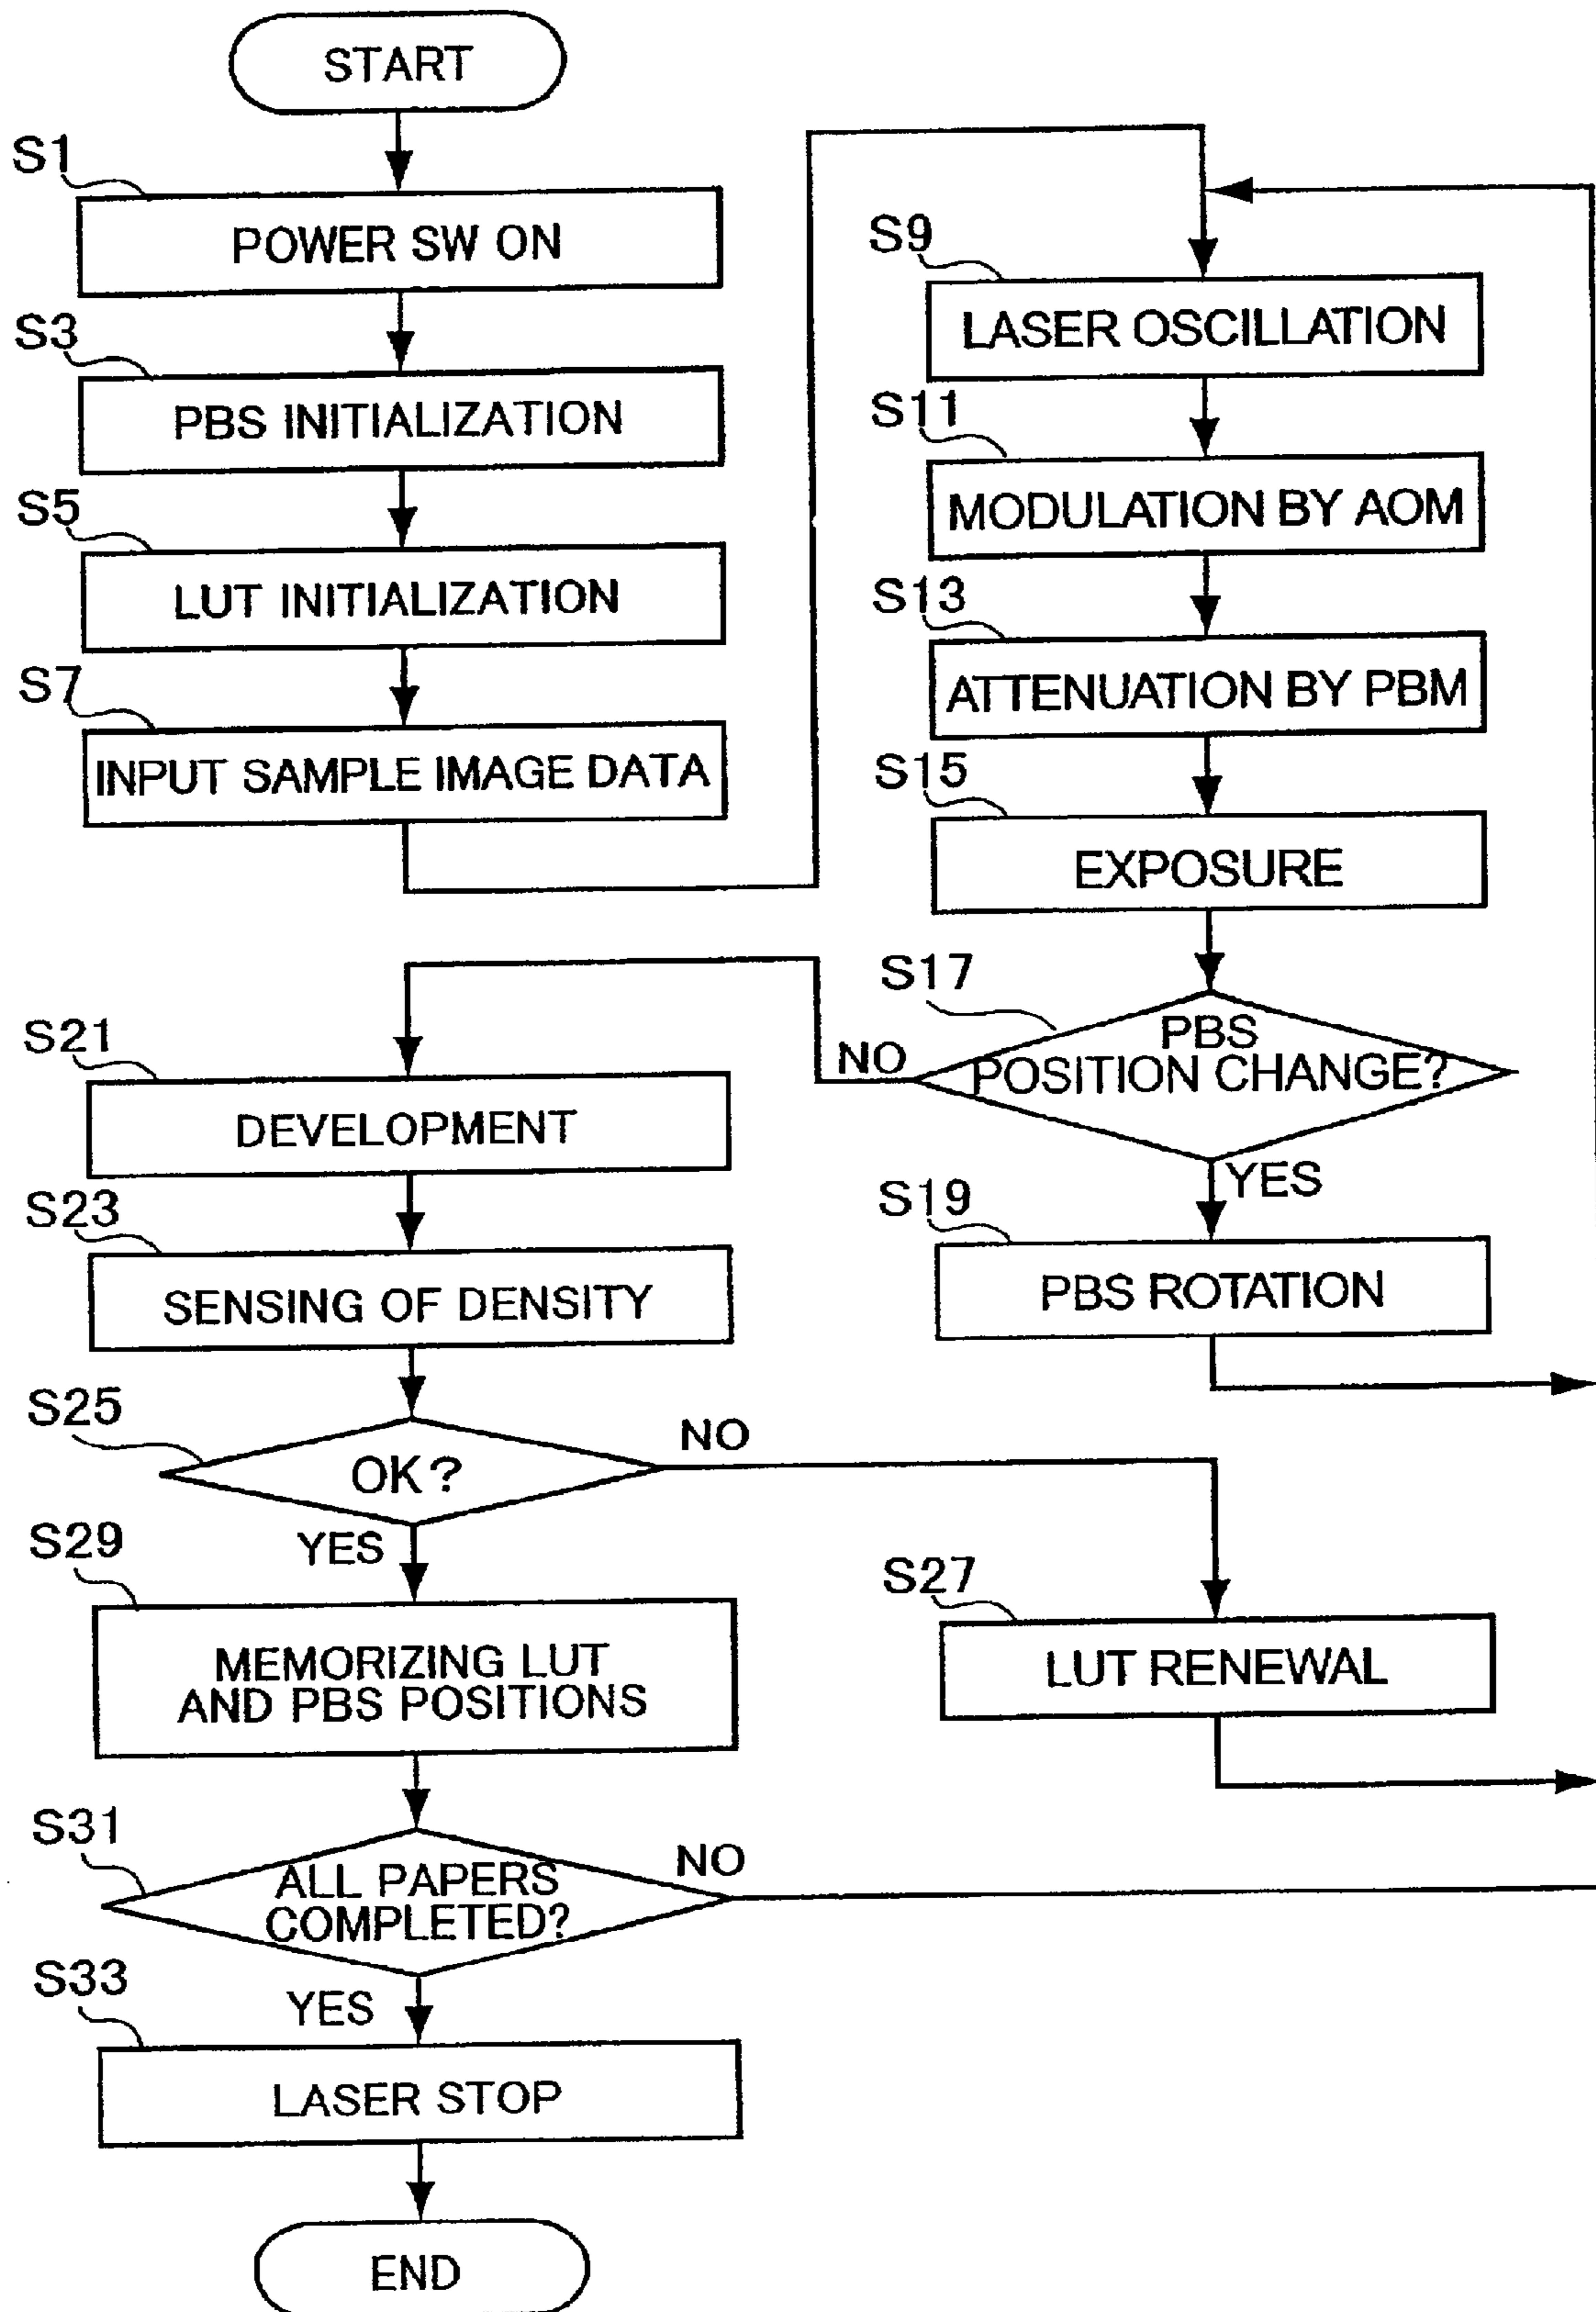 START
S1
POWER SW ON
S3
PBS INITIALIZATION
S5
LUT INITIALIZATION
S7
INPUT SAMPLE IMAGE DATA
S9
LASER OSCILLATION
S11
MODULATION BY AOM
S13
ATTENUATION BY PBM
S15
EXPOSURE
S17
PBS
POSITION CHANGE?
NO
YES
S19
PBS ROTATION
S21
DEVELOPMENT
S23
SENSING OF DENSITY
S25
OK?
NO
YES
S27
LUT RENEWAL
S29
MEMORIZING LUT
AND PBS POSITIONS
S31
ALL PAPERS
COMPLETED?
NO
YES
S33
LASER STOP
END